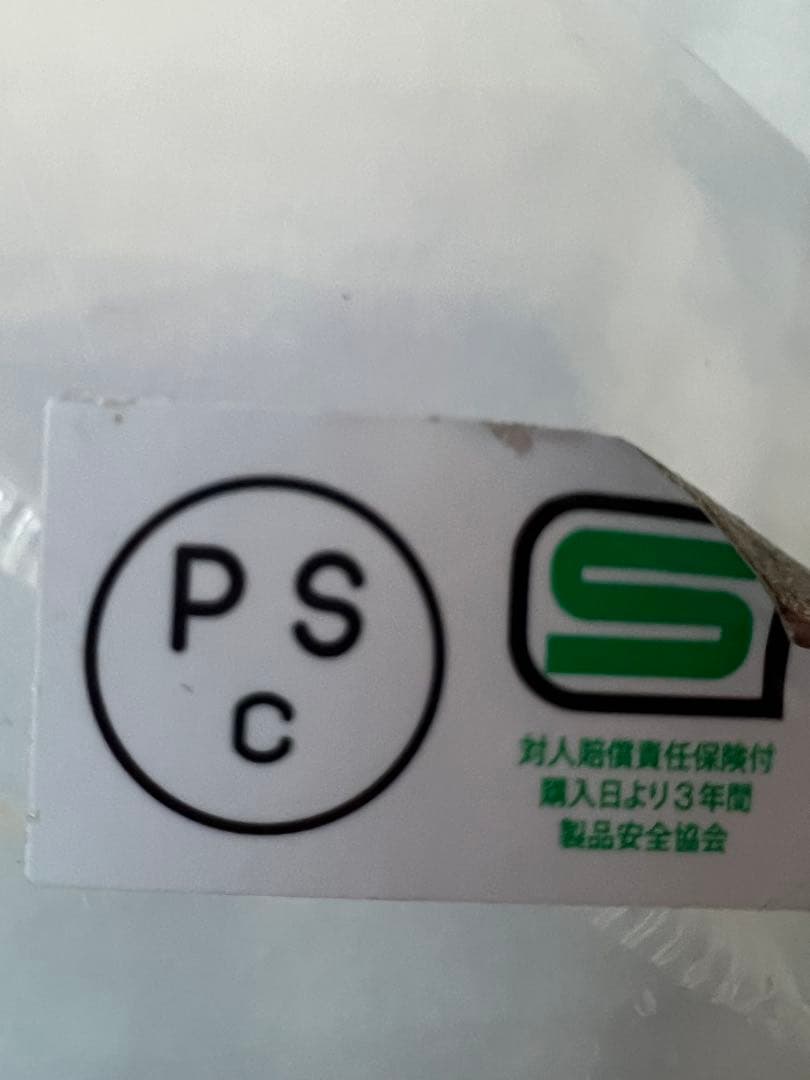 P S
C
S
対人賠償責任保険付
購入日より3年間
製品安全協会